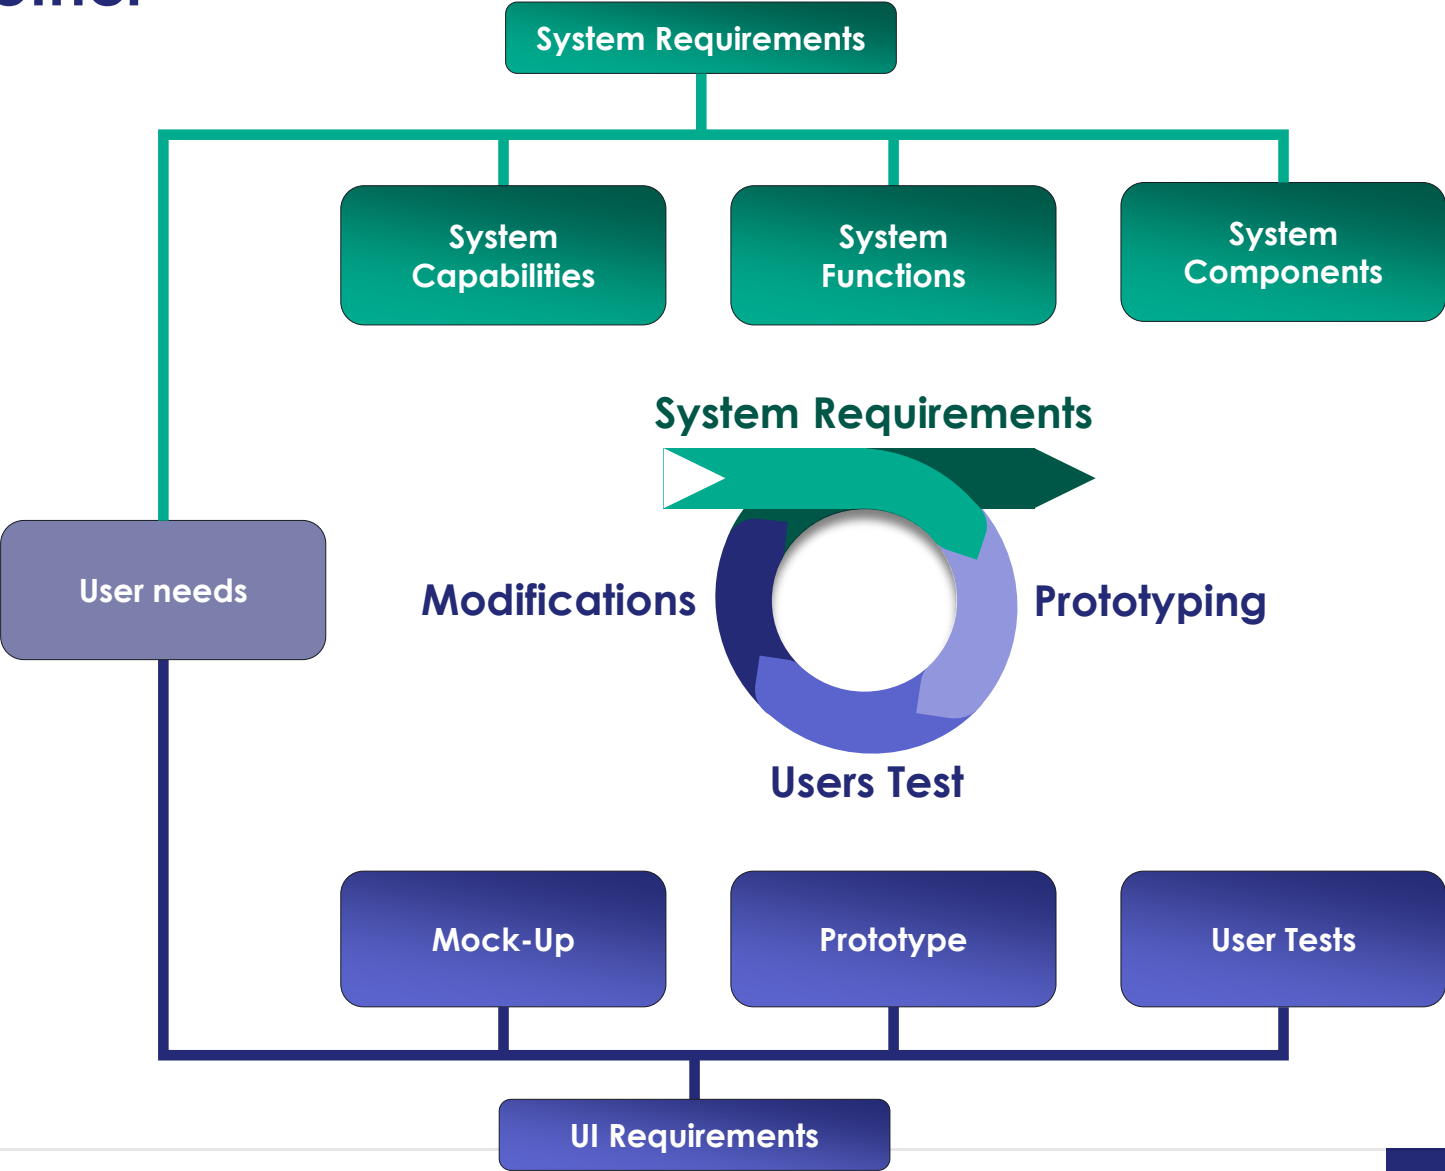 System Requirements
System
Capabilities
System
Functions
System
Components
System Requirements
User needs
Modifications
Prototyping
Users Test
Mock-Up
Prototype
User Tests
UI Requirements